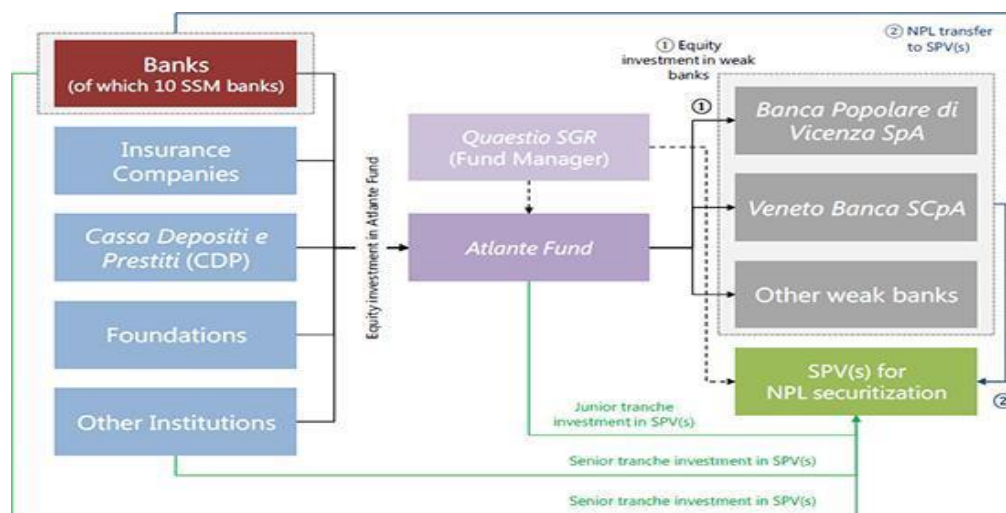 Banks
(of which 10 SSM banks)
Insurance
Companies
Cassa Depositi e
Prestiti (CDP)
Foundations
Other Institutions
Equity investment in Atlante Fund
Quaestio SGR
(Fund Manager)
Atlante Fund
① Equity
investment in weak
banks
①
② NPL transfer
to SPV(s)
Banca Popolare di
Vicenza SpA
Veneto Banca SCpA
Other weak banks
SPV(s) for
NPL securitization
②
Junior tranche
investment in SPV(s)
Senior tranche investment in SPV(s)
Senior tranche investment in SPV(s)